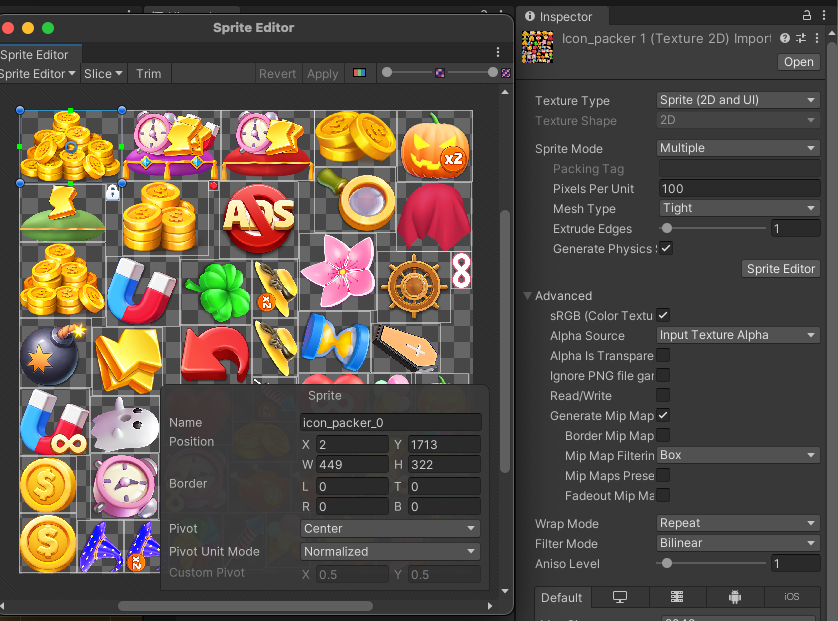 Sprite Editor
Sprite Editor
Sprite Editor Slice Trim Revert Apply
x2
ADS
x2
8
x2
Sprite
Name icon_packer_0
Position X 2 Y 1713
W 449 H 322
Border L 0 T 0
R 0 B 0
Pivot Center
Pivot Unit Mode Normalized
Custom Pivot X 0.5 Y 0.5
Inspector
Icon_packer 1 (Texture 2D) Import
Open
Texture Type Sprite (2D and UI)
Texture Shape 2D
Sprite Mode Multiple
Packing Tag
Pixels Per Unit 100
Mesh Type Tight
Extrude Edges 1
Generate Physics
Sprite Editor
Advanced
sRGB (Color Textu
Alpha Source Input Texture Alpha
Alpha Is Transpare
Ignore PNG file gar
Read/Write
Generate Mip Map
Border Mip Map
Mip Map Filterin Box
Mip Maps Prese
Fadeout Mip Ma
Wrap Mode Repeat
Filter Mode Bilinear
Aniso Level 1
Default iOS